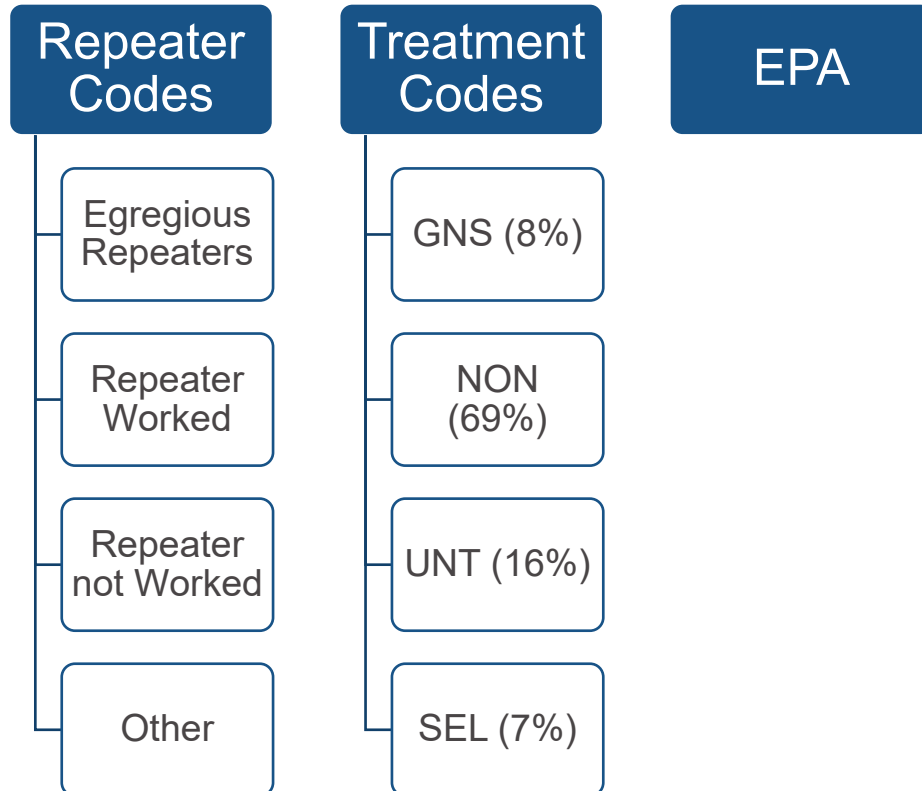 Repeater
Codes
Egregious
Repeaters
Repeater
Worked
Repeater
not Worked
Other
Treatment
Codes
GNS (8%)
NON
(69%)
UNT (16%)
SEL (7%)
EPA